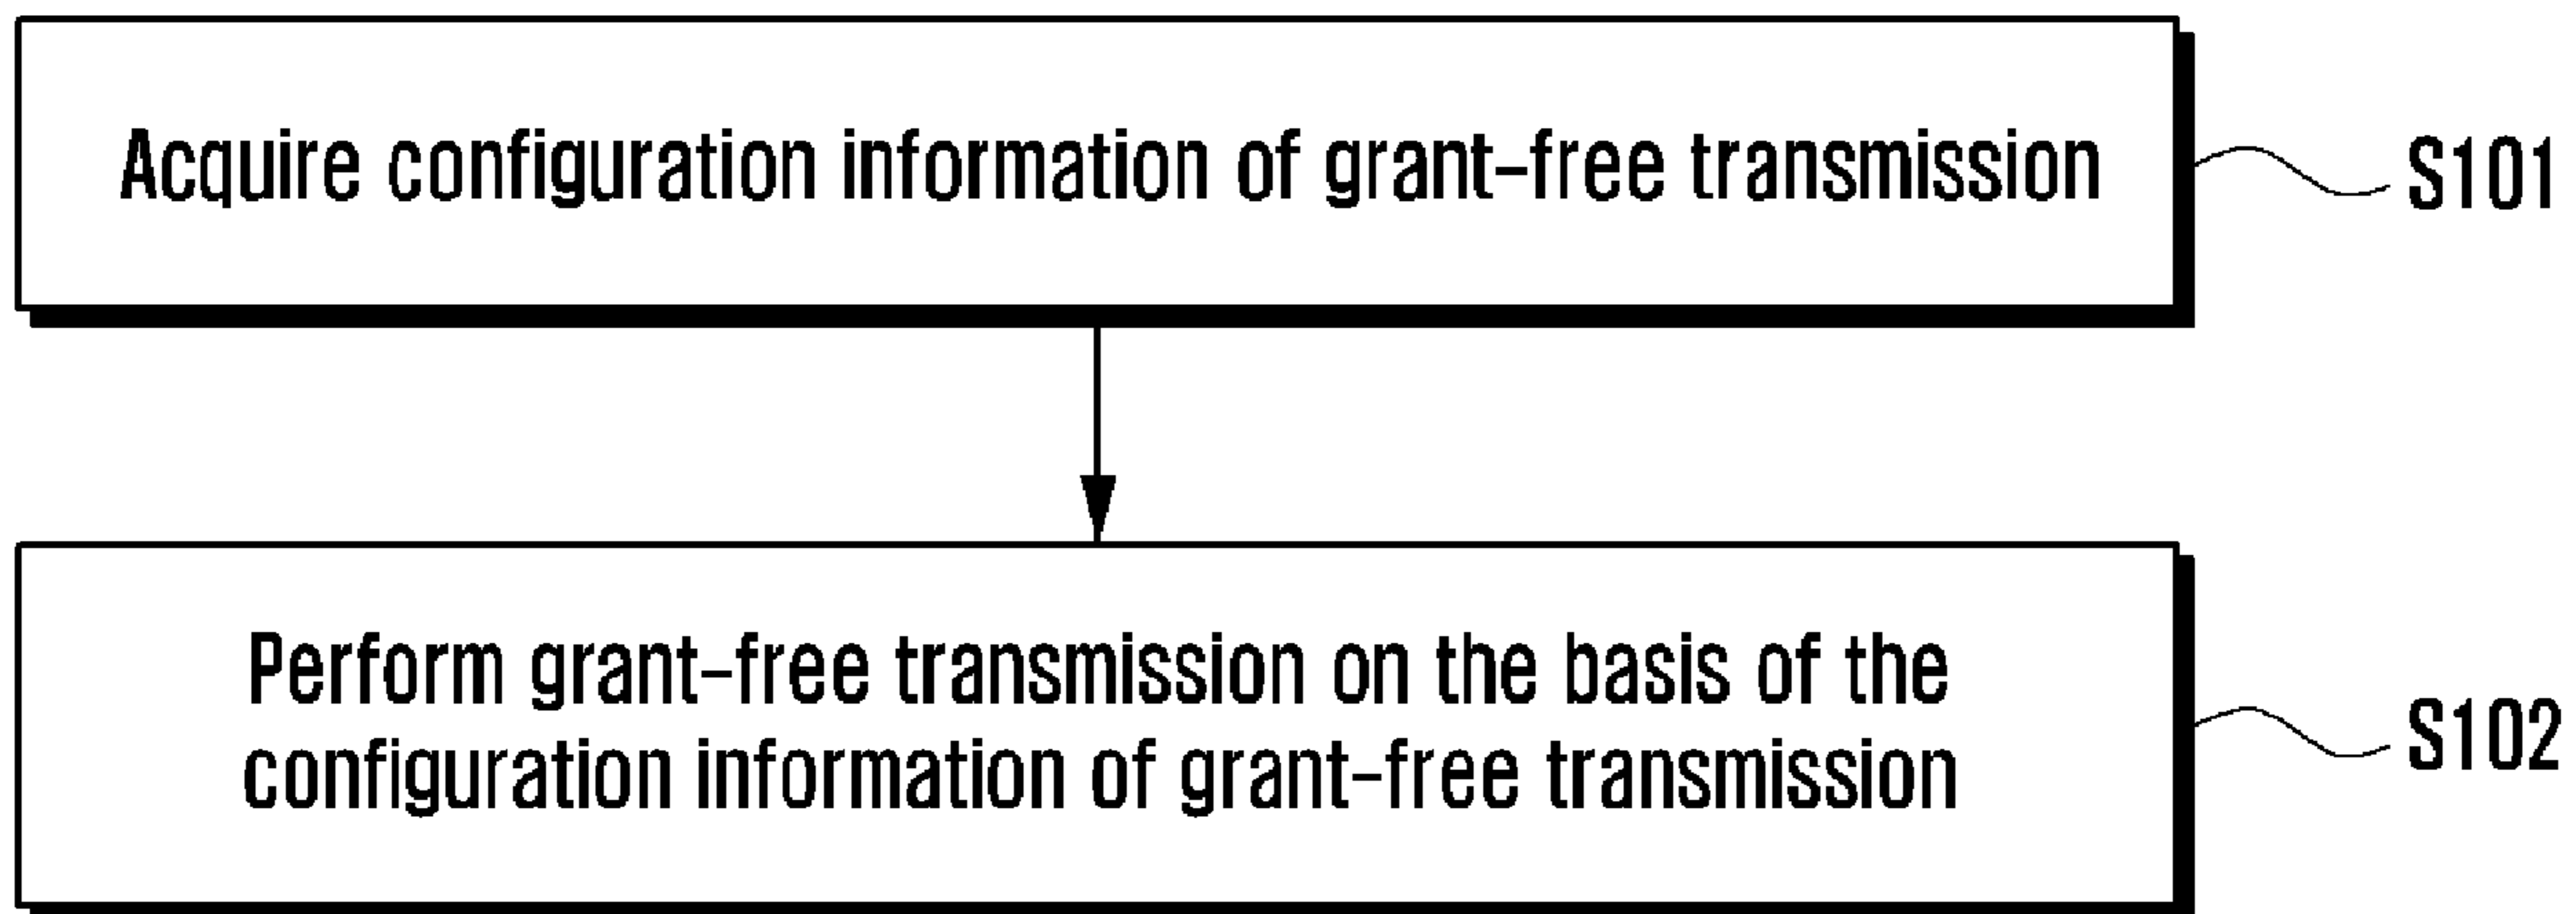 Acquire configuration information of grant-free transmission
S101
Perform grant-free transmission on the basis of the
configuration information of grant-free transmission
S102